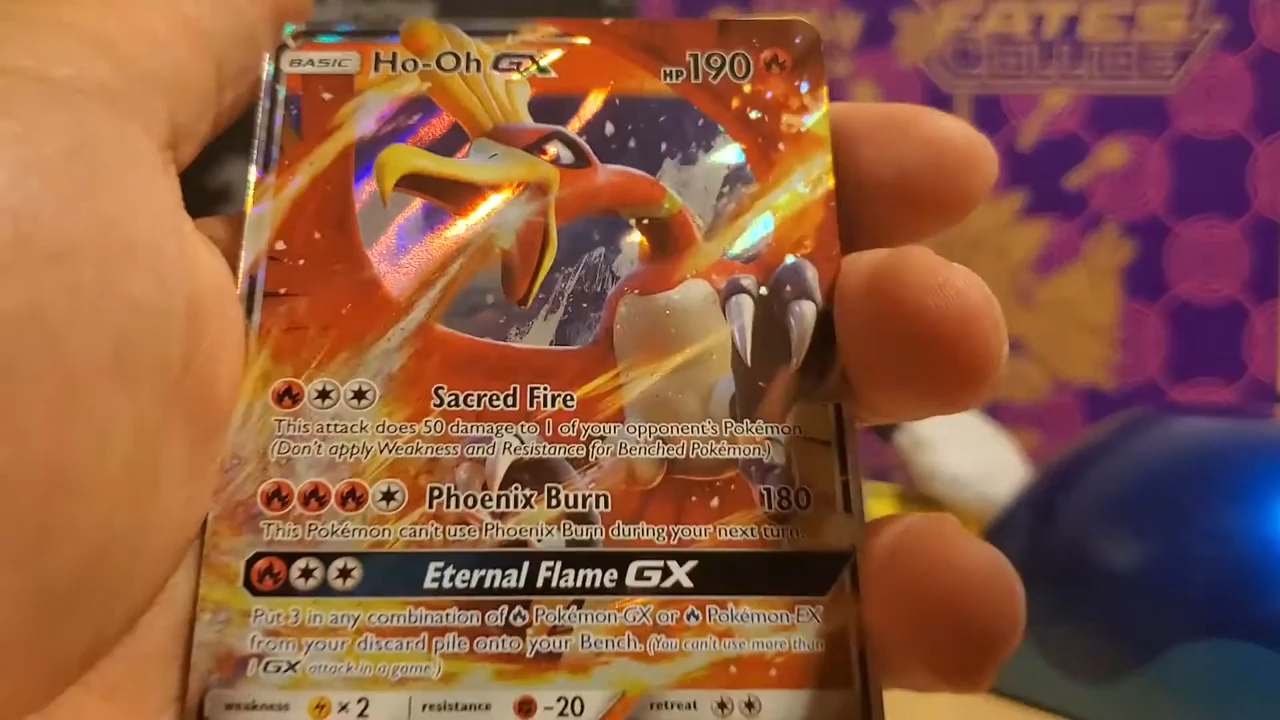 FATES
COLLIDE
BASIC Ho-Oh GX HP 190
Sacred Fire
This attack does 50 damage to 1 of your opponent's Pokémon.
(Don't apply Weakness and Resistance for Benched Pokémon.)
Phoenix Burn 180
This Pokémon can't use Phoenix Burn during your next turn.
Eternal Flame GX
Put 3 in any combination of Pokémon-GX or Pokémon-EX
from your discard pile onto your Bench. (You can't use more than
1 GX attack in a game.)
weakness ×2 resistance -20 retreat